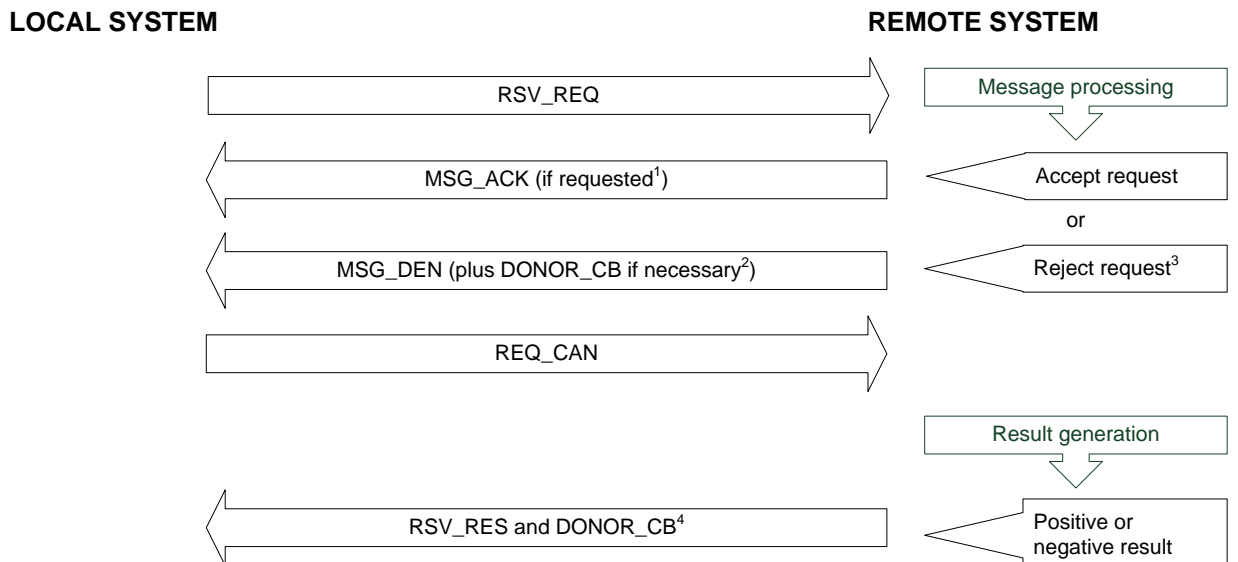 LOCAL SYSTEM
REMOTE SYSTEM
RSV_REQ
Message processing
MSG_ACK (if requested¹)
Accept request
or
MSG_DEN (plus DONOR_CB if necessary²)
Reject request³
REQ_CAN
Result generation
RSV_RES and DONOR_CB⁴
Positive or
negative result